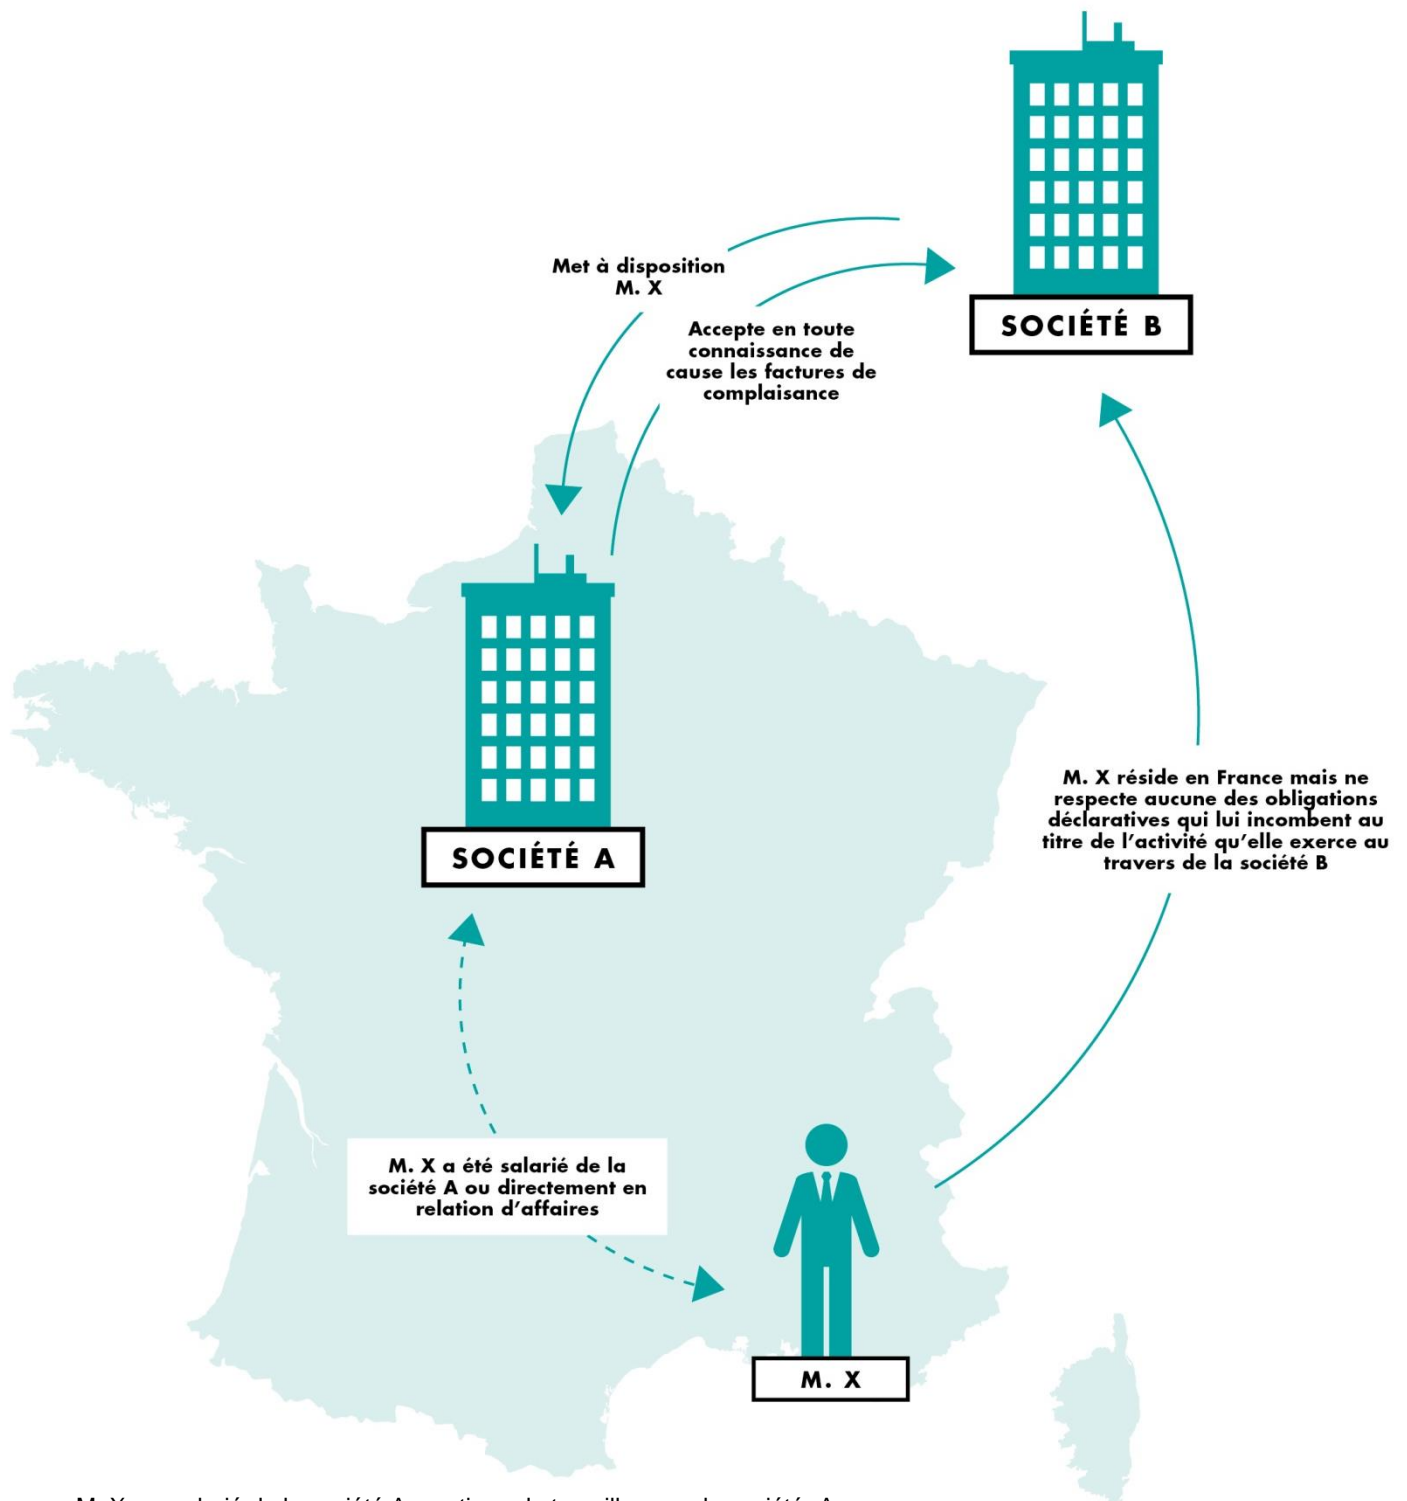 Met à disposition
M. X
Accepte en toute
connaissance de
cause les factures de
complaisance
SOCIÉTÉ B
SOCIÉTÉ A
M. X réside en France mais ne
respecte aucune des obligations
déclaratives qui lui incombent au
titre de l’activité qu’elle exerce au
travers de la société B
M. X a été salarié de la
société A ou directement en
relation d’affaires
M. X